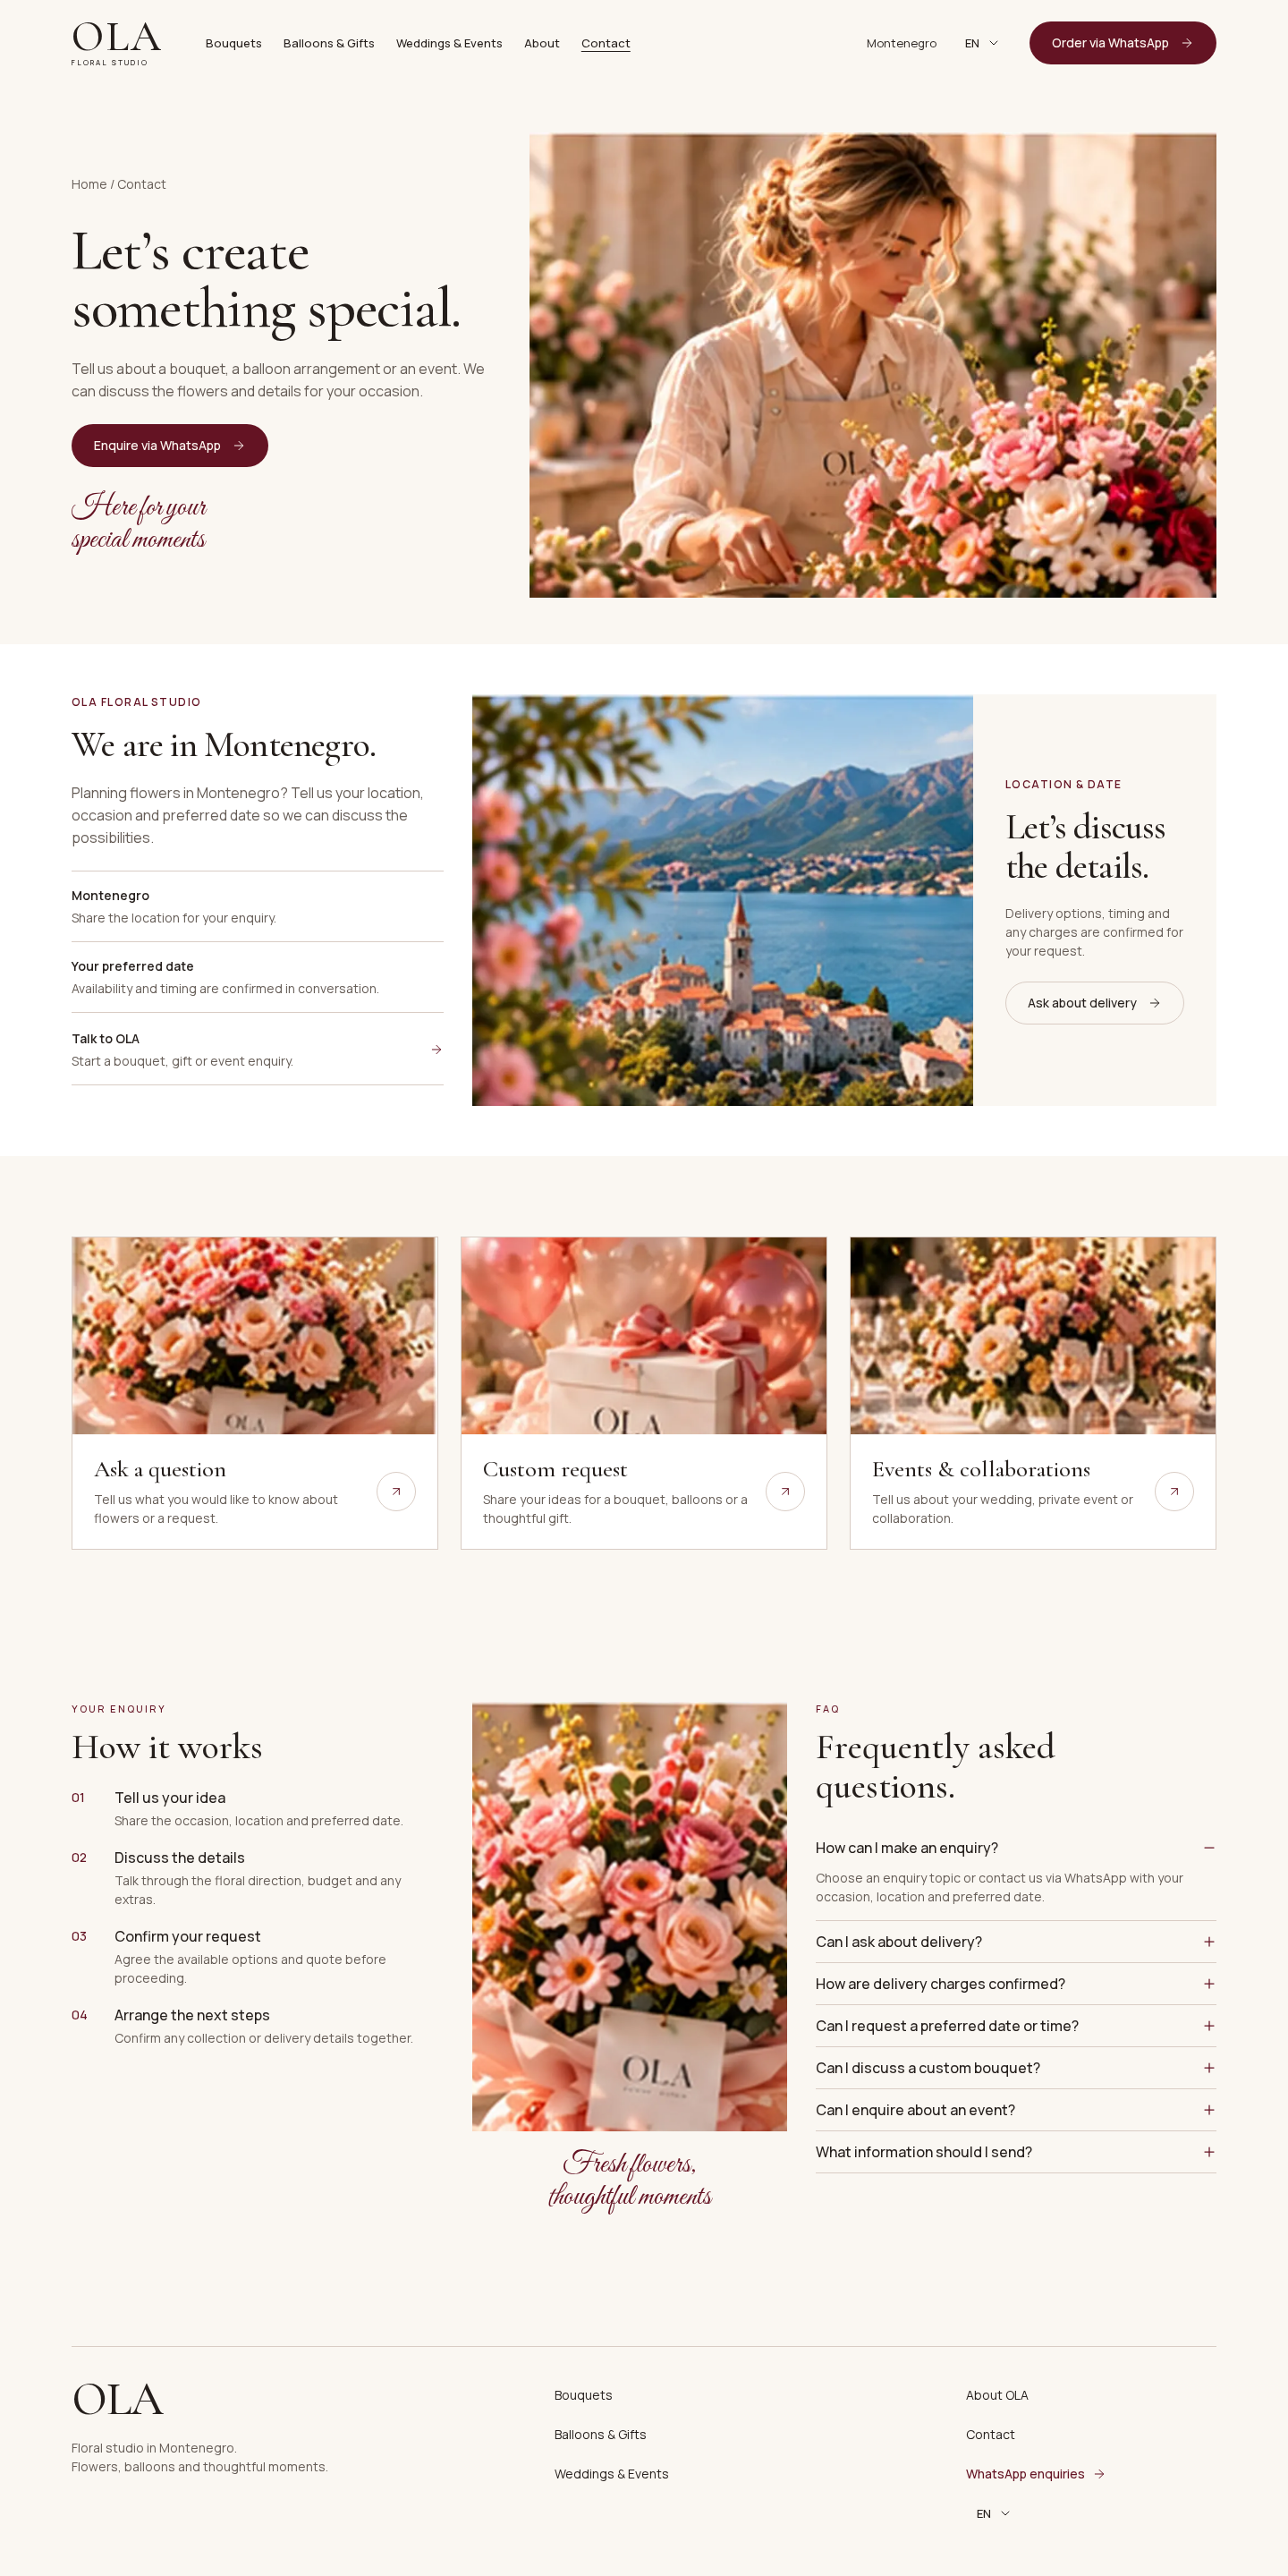 OLA
FLORAL STUDIO
Bouquets
Balloons & Gifts
Weddings & Events
About
Contact
Montenegro
EN
Order via WhatsApp
Home / Contact
Let’s create
something special.
Tell us about a bouquet, a balloon arrangement or an event. We
can discuss the flowers and details for your occasion.
Enquire via WhatsApp
Here for your
special moments
OLA FLORAL STUDIO
We are in Montenegro.
Planning flowers in Montenegro? Tell us your location,
occasion and preferred date so we can discuss the
possibilities.
Montenegro
Share the location for your enquiry.
Your preferred date
Availability and timing are confirmed in conversation.
Talk to OLA
Start a bouquet, gift or event enquiry.
LOCATION & DATE
Let’s discuss
the details.
Delivery options, timing and
any charges are confirmed for
your request.
Ask about delivery
OLA
Ask a question
Tell us what you would like to know about
flowers or a request.
OLA
Custom request
Share your ideas for a bouquet, balloons or a
thoughtful gift.
Events & collaborations
Tell us about your wedding, private event or
collaboration.
YOUR ENQUIRY
How it works
01
Tell us your idea
Share the occasion, location and preferred date.
02
Discuss the details
Talk through the floral direction, budget and any
extras.
03
Confirm your request
Agree the available options and quote before
proceeding.
04
Arrange the next steps
Confirm any collection or delivery details together.
OLA
Fresh flowers,
thoughtful moments
FAQ
Frequently asked
questions.
How can I make an enquiry?
Choose an enquiry topic or contact us via WhatsApp with your
occasion, location and preferred date.
Can I ask about delivery?
How are delivery charges confirmed?
Can I request a preferred date or time?
Can I discuss a custom bouquet?
Can I enquire about an event?
What information should I send?
OLA
Floral studio in Montenegro.
Flowers, balloons and thoughtful moments.
Bouquets
Balloons & Gifts
Weddings & Events
About OLA
Contact
WhatsApp enquiries
EN